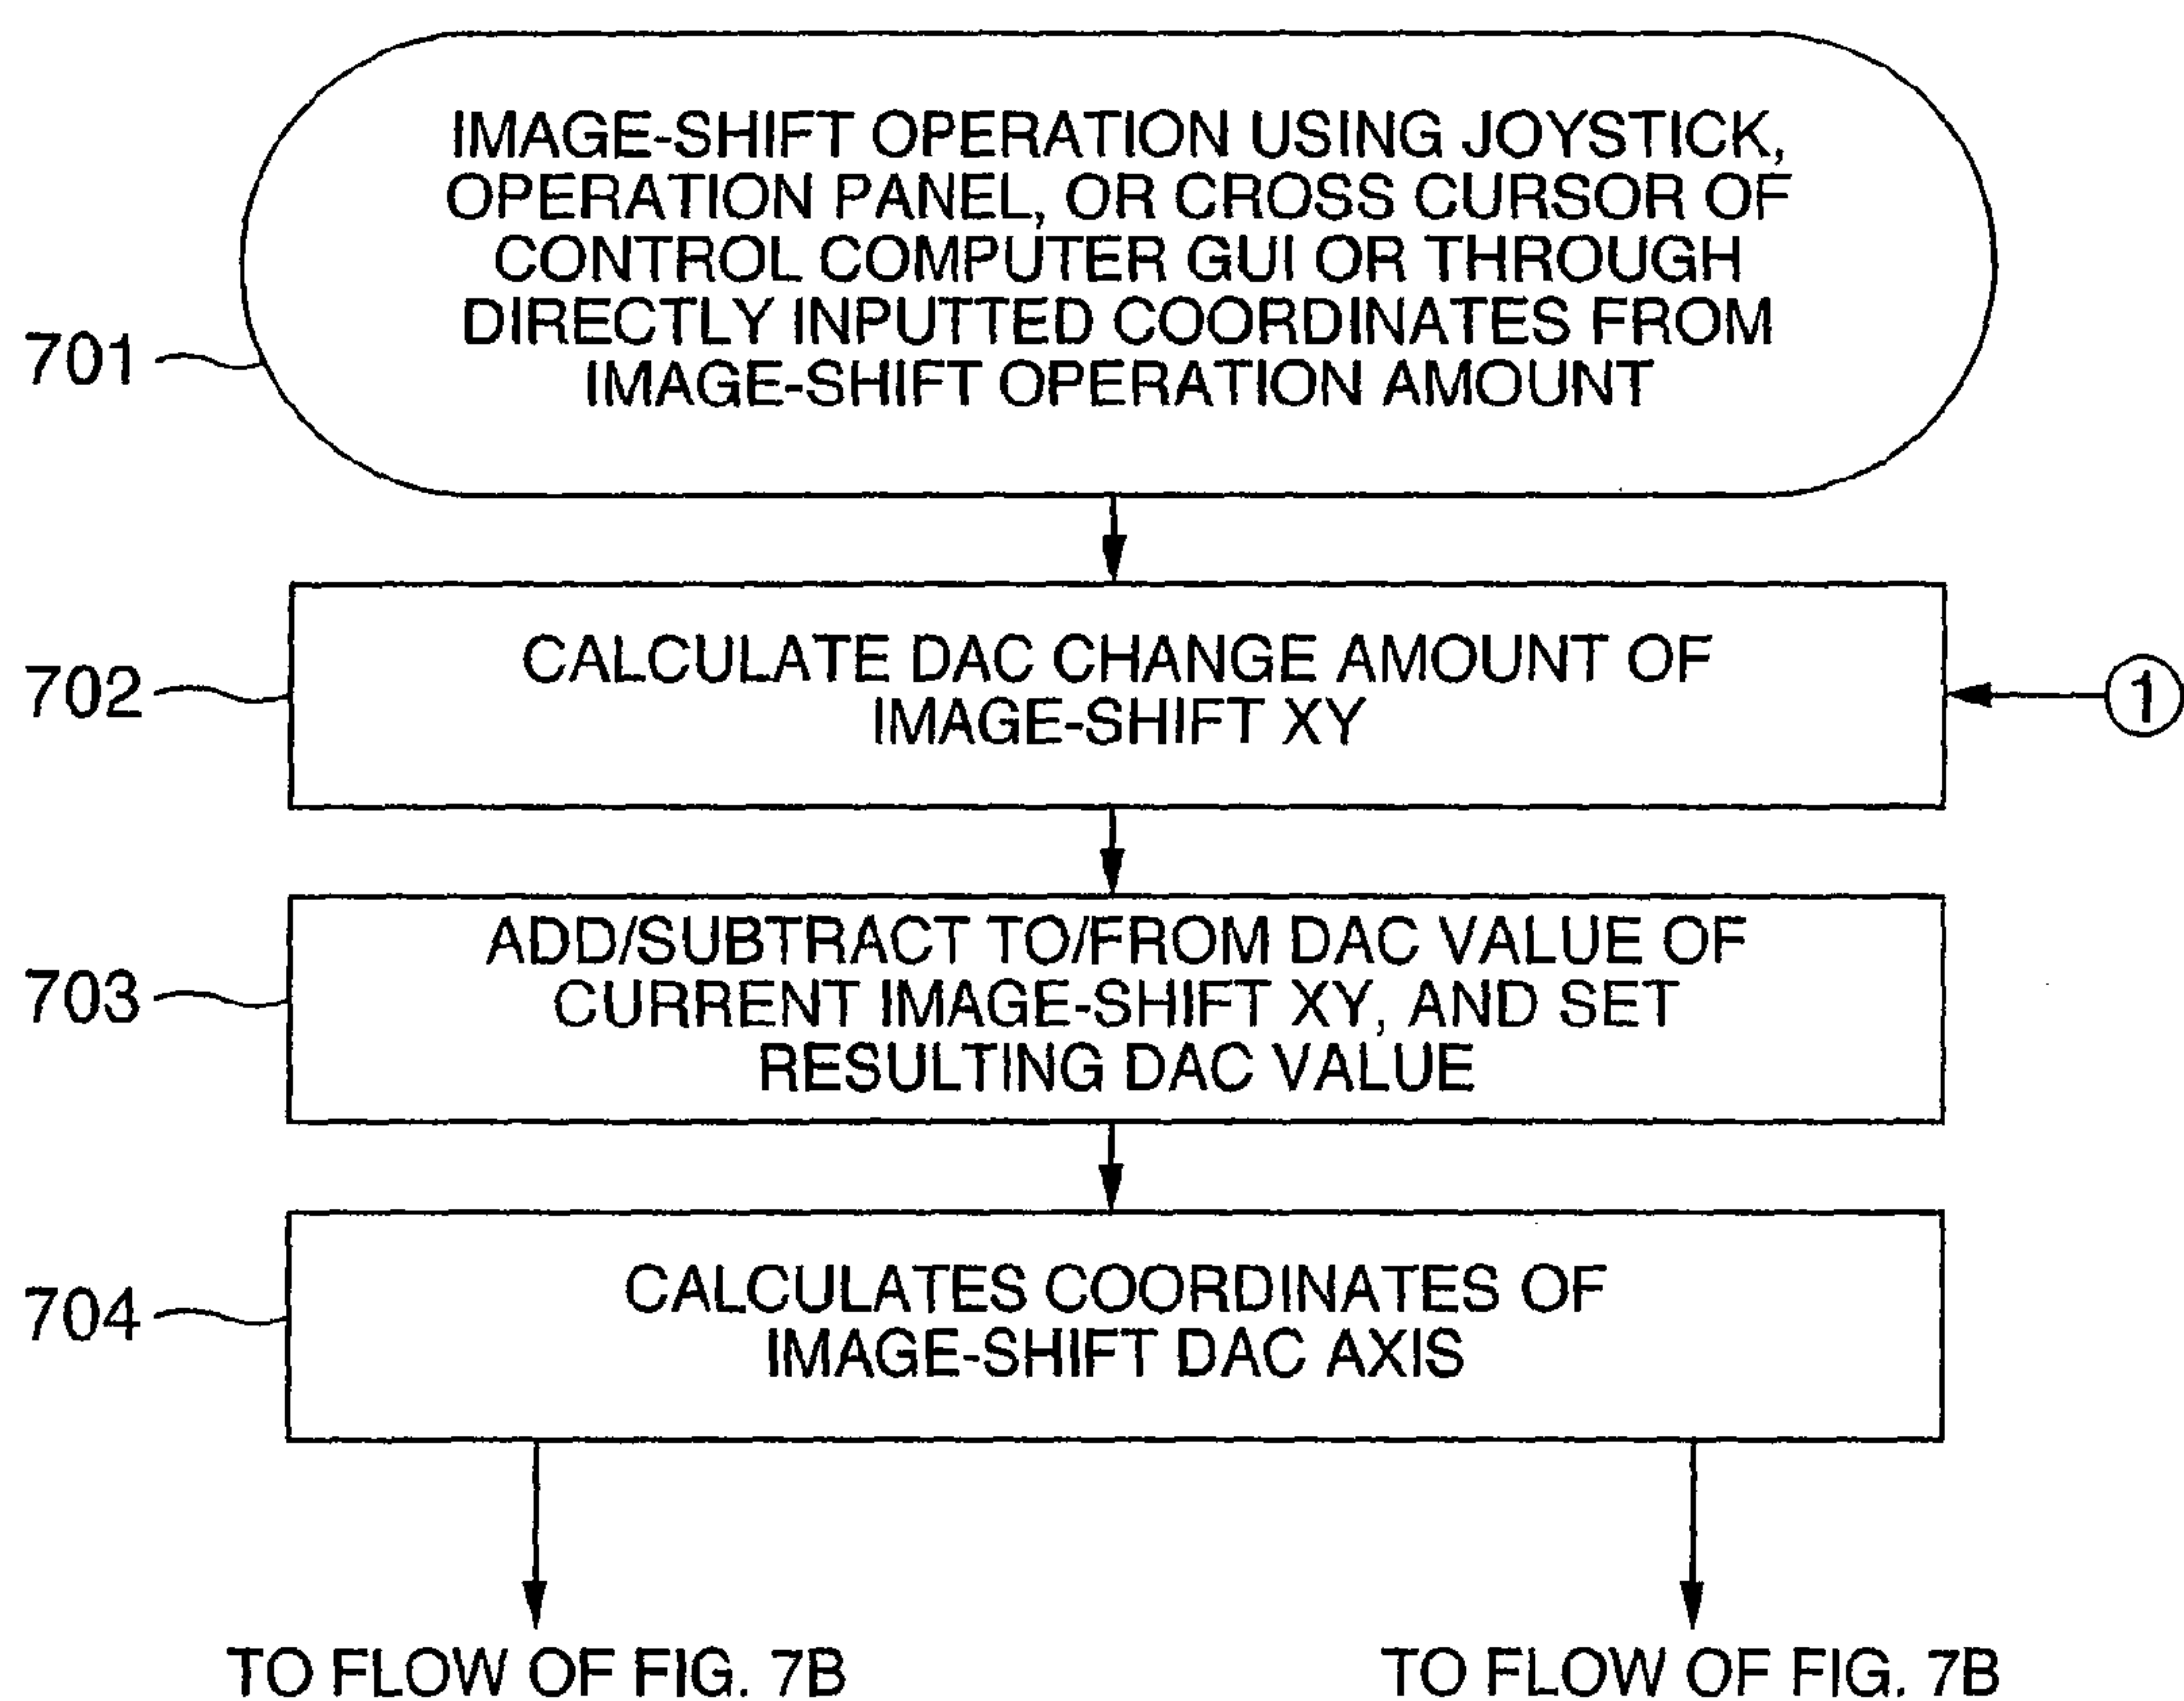 IMAGE-SHIFT OPERATION USING JOYSTICK,
OPERATION PANEL, OR CROSS CURSOR OF
CONTROL COMPUTER GUI OR THROUGH
DIRECTLY INPUTTED COORDINATES FROM
IMAGE-SHIFT OPERATION AMOUNT
701
CALCULATE DAC CHANGE AMOUNT OF
IMAGE-SHIFT XY
702
1
ADD/SUBTRACT TO/FROM DAC VALUE OF
CURRENT IMAGE-SHIFT XY, AND SET
RESULTING DAC VALUE
703
CALCULATES COORDINATES OF
IMAGE-SHIFT DAC AXIS
704
TO FLOW OF FIG. 7B
TO FLOW OF FIG. 7B